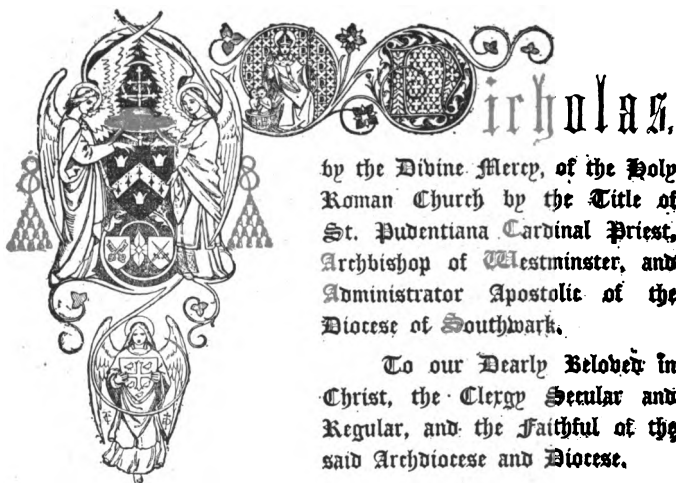 Nicholas,
by the Divine Mercy, of the Holy
Roman Church by the Title of
St. Pudentiana Cardinal Priest,
Archbishop of Westminster, and
Administrator Apostolic of the
Diocese of Southwark.
To our Dearly Beloved in
Christ, the Clergy Secular and
Regular, and the Faithful of the
said Archdiocese and Diocese.